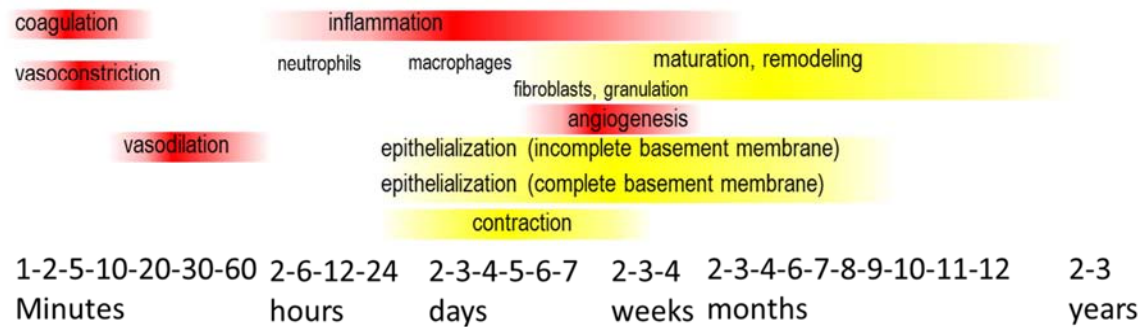 coagulation
inflammation
neutrophils
macrophages
maturation, remodeling
vasoconstriction
fibroblasts, granulation
angiogenesis
vasodilation
epithelialization (incomplete basement membrane)
epithelialization (complete basement membrane)
contraction
1-2-5-10-20-30-60 2-6-12-24 2-3-4-5-6-7 2-3-4 2-3-4-6-7-8-9-10-11-12 2-3
Minutes hours days weeks months years